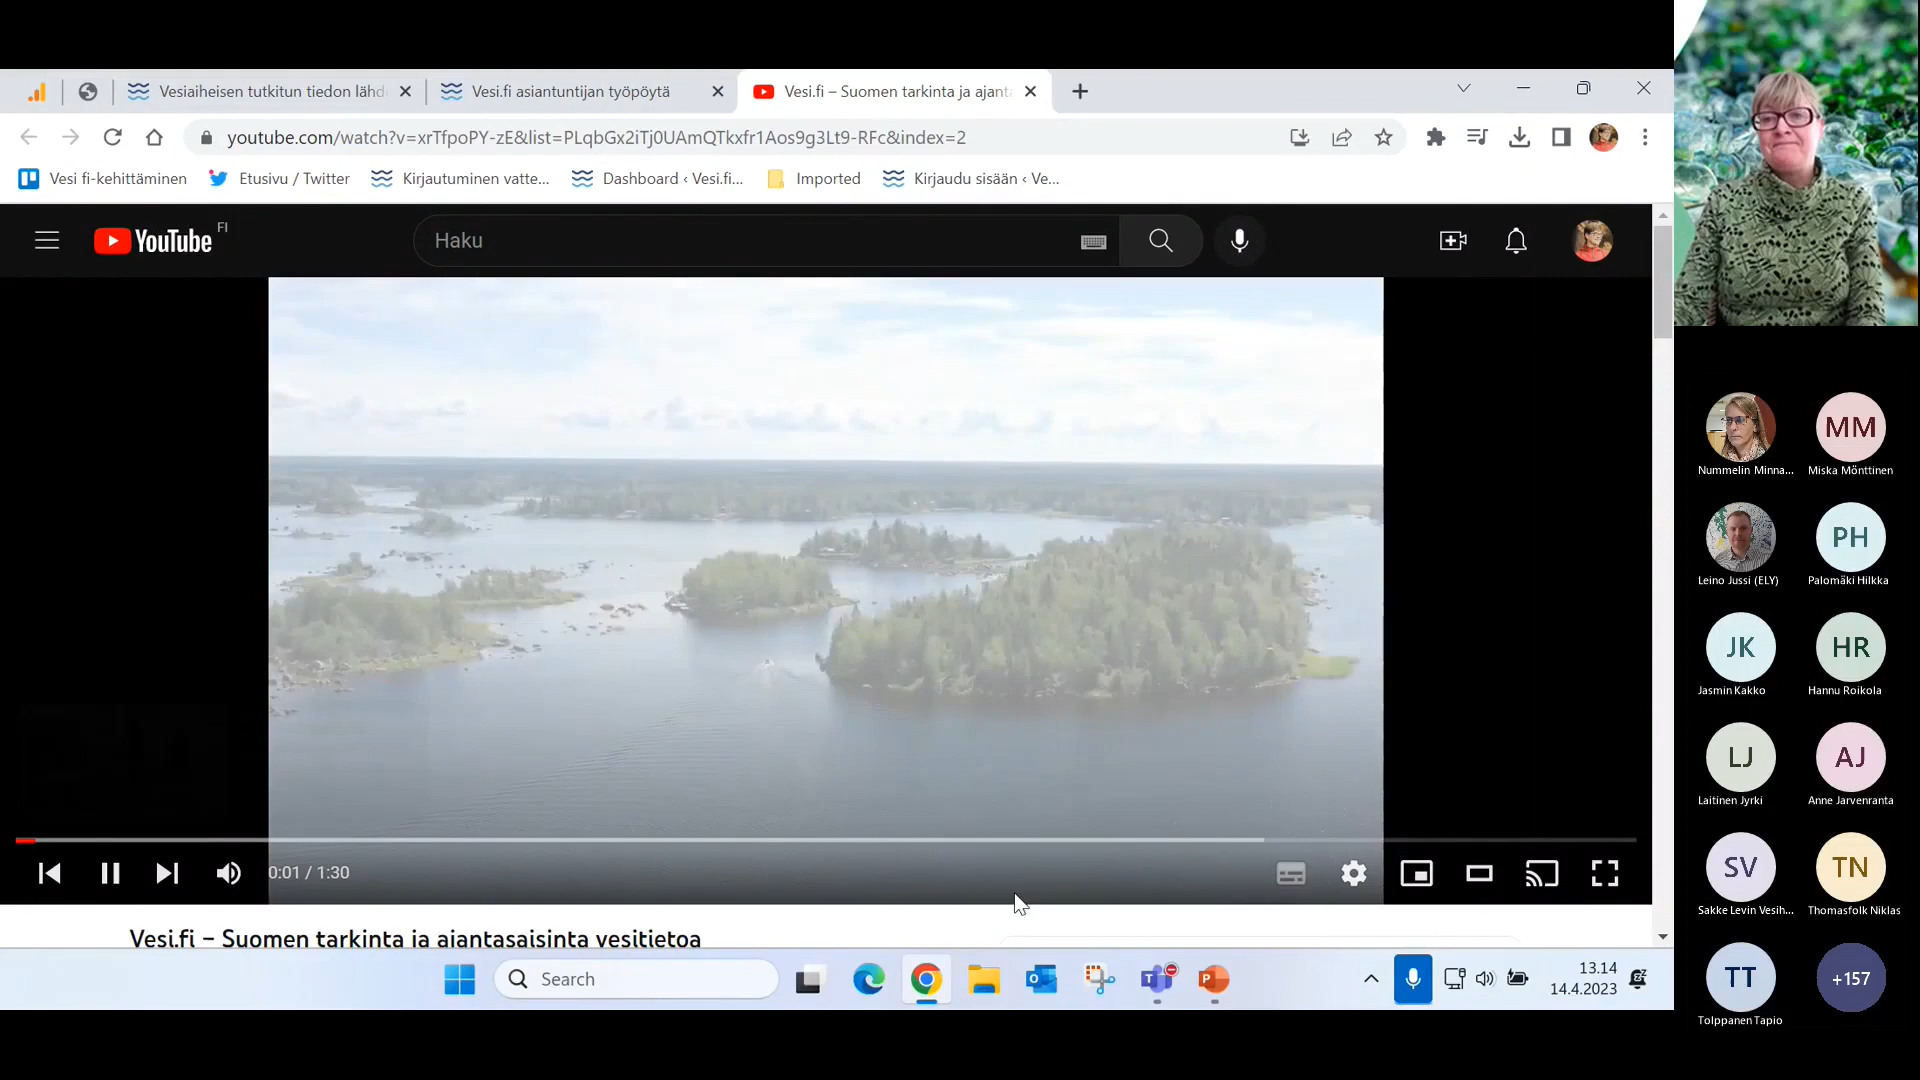 Vesiaiheisen tutkitun tiedon lähd
Vesi.fi asiantuntijan työpöytä
Vesi.fi – Suomen tarkinta ja ajant
youtube.com/watch?v=xrTfpoPY-zE&list=PLqbGx2iTj0UAmQTkxfr1Aos9g3Lt9-RFc&index=2
Vesi fi-kehittäminen
Etusivu / Twitter
Kirjautuminen vatte...
Dashboard ‹ Vesi.fi...
Imported
Kirjaudu sisään ‹ Ve...
YouTube FI
Haku
0:01 / 1:30
Vesi.fi – Suomen tarkinta ja ajantasaisinta vesitietoa
Search
13.14
14.4.2023
Nummelin Minna...
MM
Miska Mönttinen
Leino Jussi (ELY)
PH
Palomäki Hilkka
JK
Jasmin Kakko
HR
Hannu Roikola
LJ
Laitinen Jyrki
AJ
Anne Jarvenranta
SV
Sakke Levin Vesih...
TN
Thomasfolk Niklas
TT
Tolppanen Tapio
+157